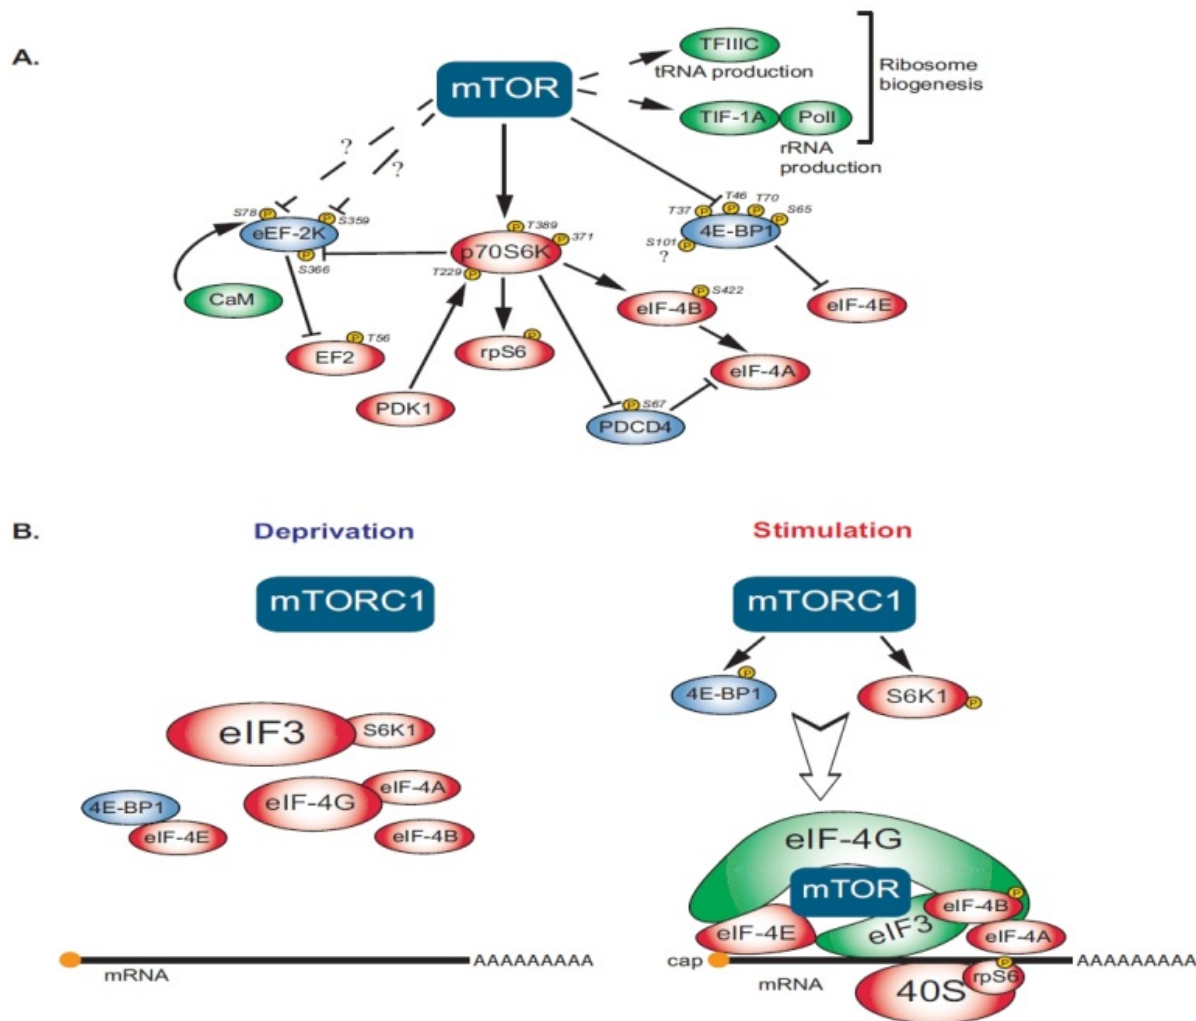 A.
mTOR
TFIIIC
tRNA production
TIF-1A
PolI
rRNA
production
Ribosome
biogenesis
?
?
S78
P
P
S359
eEF-2K
P
S366
CaM
P
T56
EF2
P
T389
P
371
p70S6K
T229
P
P
rpS6
PDK1
T37
P
T46
P
T70
P
S65
P
4E-BP1
S101
P
?
P
S422
eIF-4B
eIF-4E
eIF-4A
P
S67
PDCD4
B.
Deprivation
mTORC1
eIF3
S6K1
eIF-4G
eIF-4A
4E-BP1
eIF-4E
eIF-4B
mRNA
AAAAAAAAA
Stimulation
mTORC1
P
4E-BP1
S6K1
P
eIF-4G
mTOR
P
eIF-4B
eIF-4E
eIF3
eIF-4A
cap
mRNA
P
rpS6
40S
AAAAAAAAA